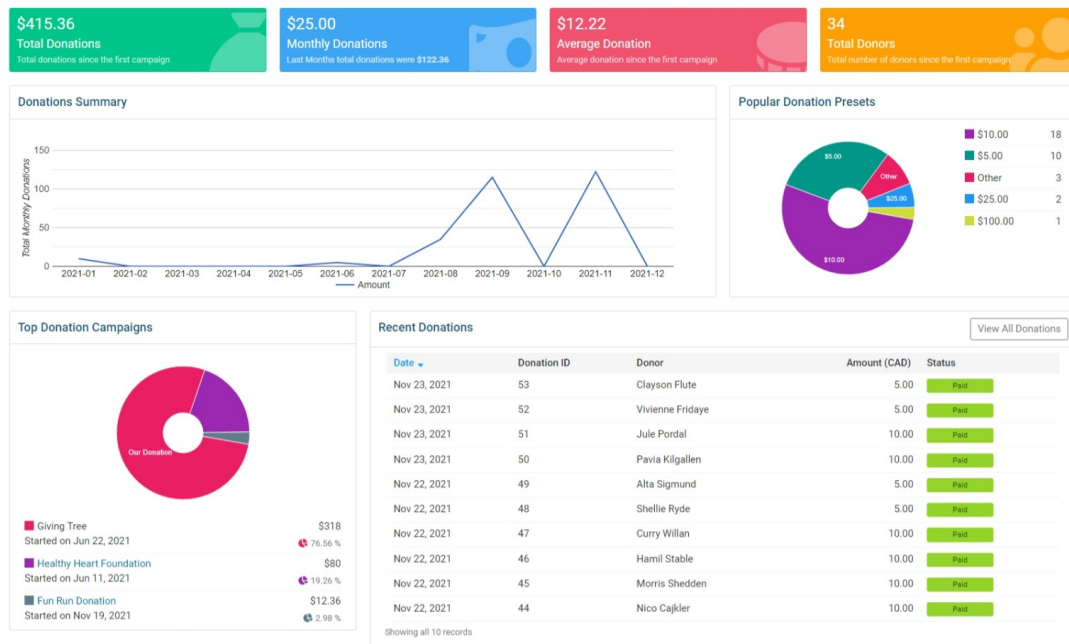 $415.36
Total Donations
Total donations since the first campaign
$25.00
Monthly Donations
Last Months total donations were $122.36
$12.22
Average Donation
Average donation since the first campaign
34
Total Donors
Total number of donors since the first campaign
Donations Summary
Total Monthly Donations
150
100
50
0
2021-01 2021-02 2021-03 2021-04 2021-05 2021-06 2021-07 2021-08 2021-09 2021-10 2021-11 2021-12
Amount
Popular Donation Presets
$5.00
Other
$25.00
$10.00
$10.00 18
$5.00 10
Other 3
$25.00 2
$100.00 1
Top Donation Campaigns
Our Donation
Giving Tree $318
Started on Jun 22, 2021 76.56 %
Healthy Heart Foundation $80
Started on Jun 11, 2021 19.26 %
Fun Run Donation $12.36
Started on Nov 19, 2021 2.98 %
Recent Donations
View All Donations
Date Donation ID Donor Amount (CAD) Status
Nov 23, 2021 53 Clayson Flute 5.00 Paid
Nov 23, 2021 52 Vivienne Fridaye 5.00 Paid
Nov 23, 2021 51 Jule Pordal 10.00 Paid
Nov 23, 2021 50 Pavia Kilgallen 10.00 Paid
Nov 22, 2021 49 Alta Sigmund 5.00 Paid
Nov 22, 2021 48 Shellie Ryde 5.00 Paid
Nov 22, 2021 47 Curry Willan 10.00 Paid
Nov 22, 2021 46 Hamil Stable 10.00 Paid
Nov 22, 2021 45 Morris Shedden 10.00 Paid
Nov 22, 2021 44 Nico Cajkler 10.00 Paid
Showing all 10 records